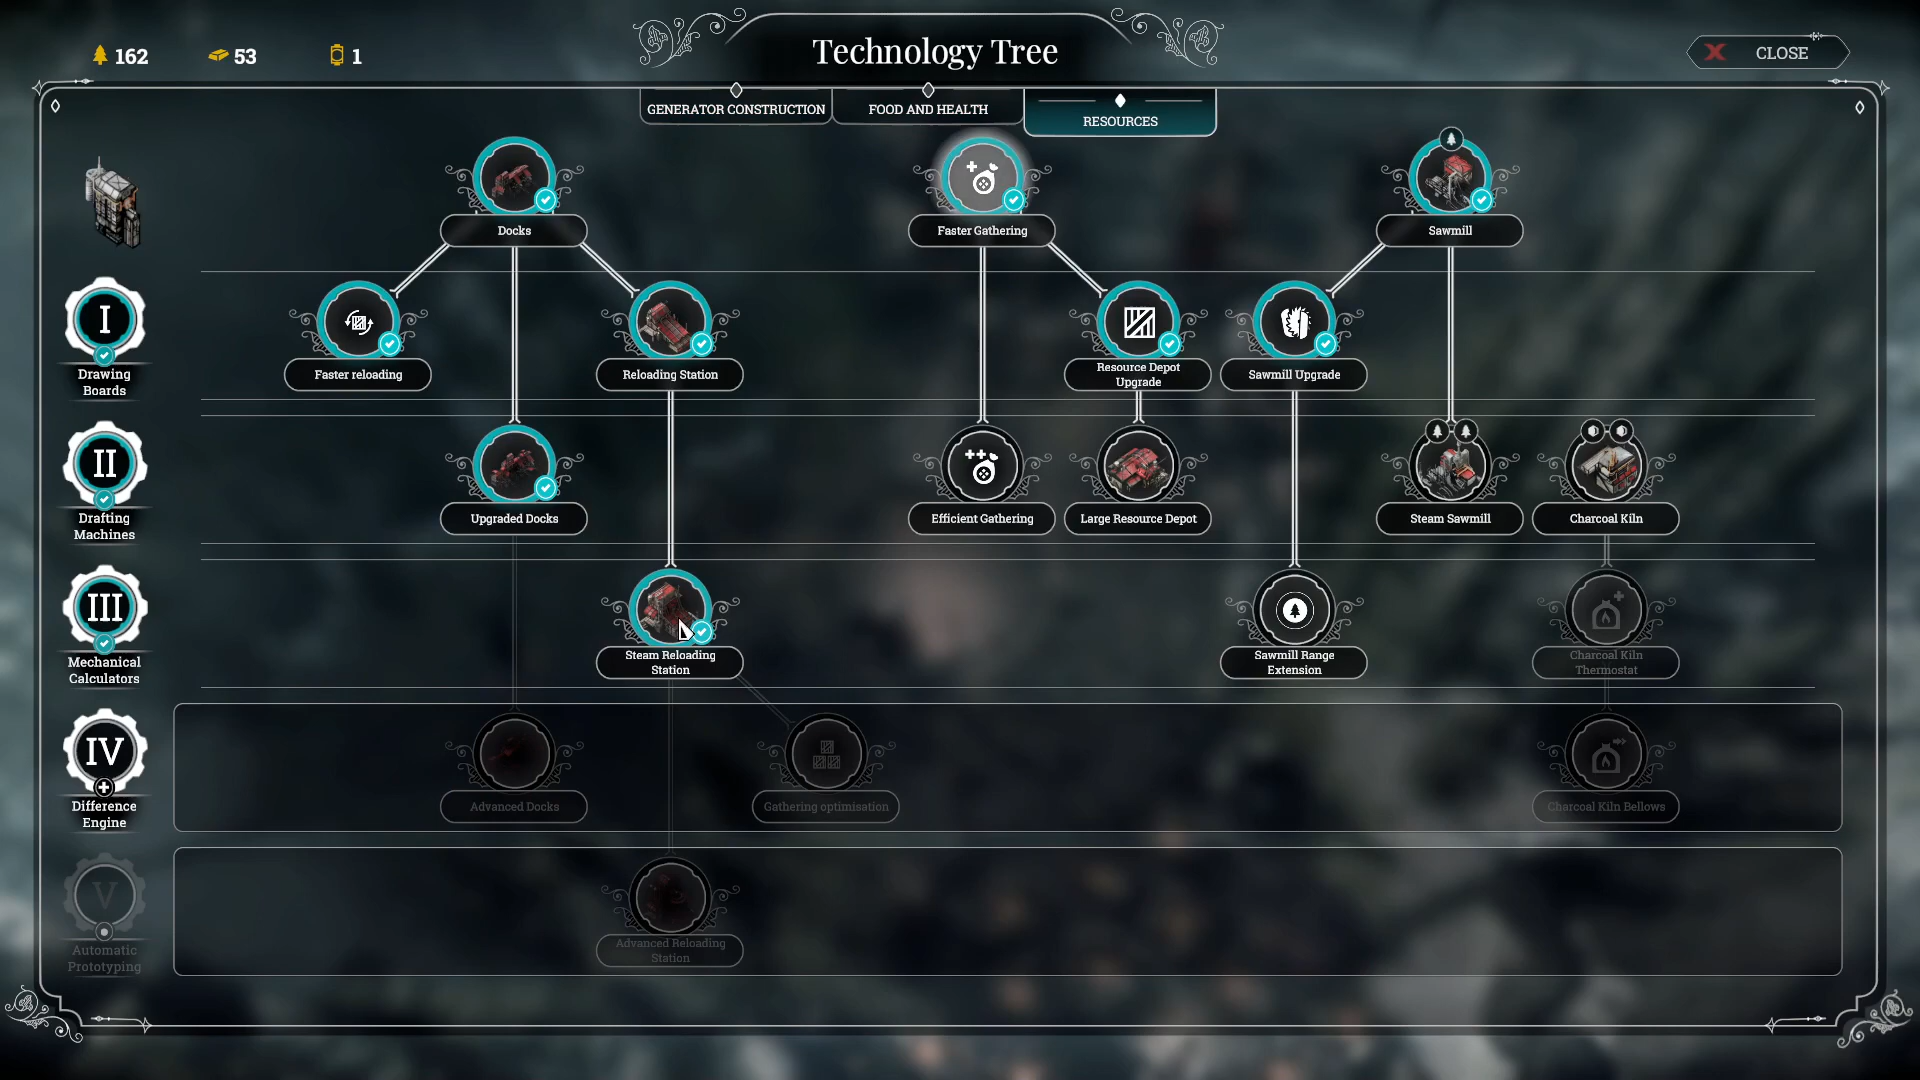 162
53
1
Technology Tree
CLOSE
GENERATOR CONSTRUCTION
FOOD AND HEALTH
RESOURCES
Docks
Faster Gathering
Sawmill
I
Drawing
Boards
Faster reloading
Reloading Station
Resource Depot
Upgrade
Sawmill Upgrade
II
Drafting
Machines
Upgraded Docks
Efficient Gathering
Large Resource Depot
Steam Sawmill
Charcoal Kiln
III
Mechanical
Calculators
Steam Reloading
Station
Sawmill Range
Extension
Charcoal Kiln
Thermostat
IV
Difference
Engine
Advanced Docks
Gathering optimisation
Charcoal Kiln Bellows
V
Automatic
Prototyping
Advanced Reloading
Station